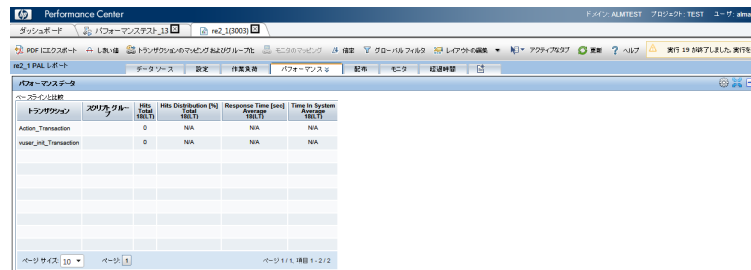 hp Performance Center ドメイン: ALMTEST プロジェクト: TEST ユーザ: alma
ダッシュボード パフォーマンステスト_13 re2_1(3003)
PDF にエクスポート しきい値 トランザクションのマッピングおよびグループ化 モニタのマッピング 倍率 グローバル フィルタ レイアウトの編集 アクティブなタブ 更新 ヘルプ 実行 19 が終了しました。実行を
re2_1 PAL レポート データ ソース 設定 作業負荷 パフォーマンス 配布 モニタ 経過時間
パフォーマンス データ
ベースラインと比較
トランザクション スクリプト グループ Hits Total 18(LT) Hits Distribution [%] Total 18(LT) Response Time [sec] Average 18(LT) Time In System Average 18(LT)
Action_Transaction 0 N/A N/A N/A
vuser_init_Transaction 0 N/A N/A N/A
ページ サイズ: 10 ページ: 1 ページ 1 / 1, 項目 1 - 2 / 2